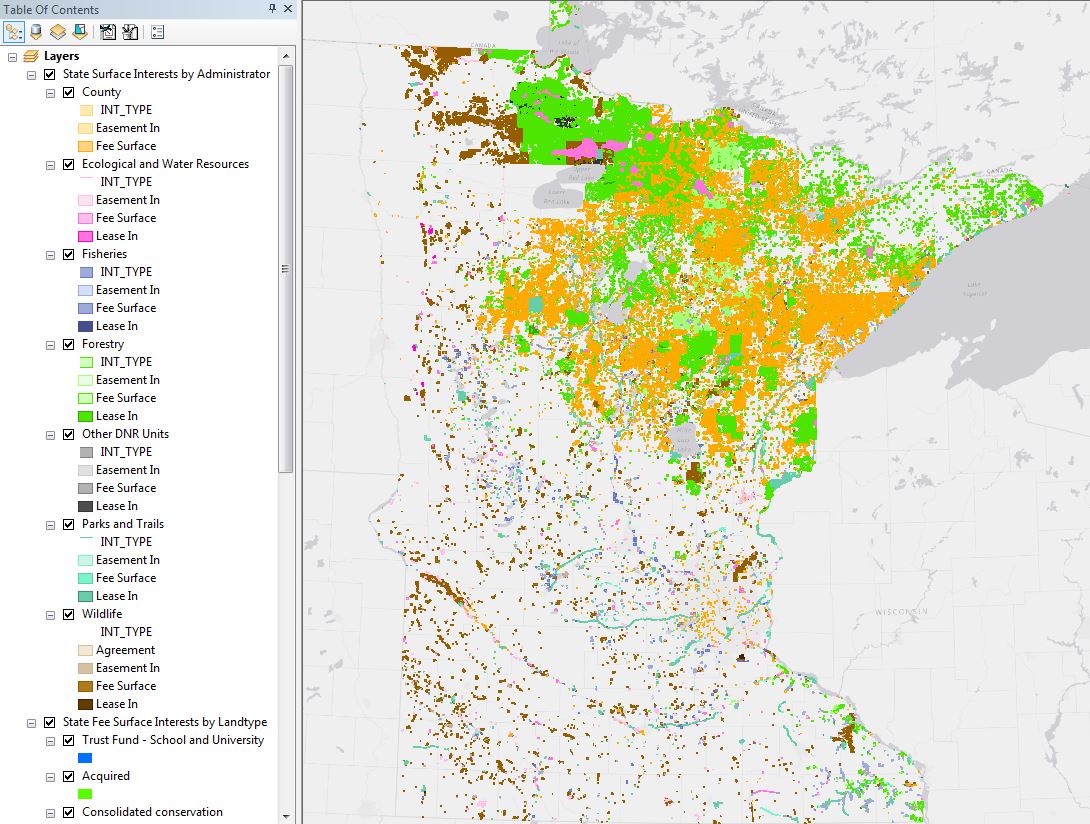 Table Of Contents
Layers
State Surface Interests by Administrator
County
INT_TYPE
Easement In
Fee Surface
Ecological and Water Resources
INT_TYPE
Easement In
Fee Surface
Lease In
Fisheries
INT_TYPE
Easement In
Fee Surface
Lease In
Forestry
INT_TYPE
Easement In
Fee Surface
Lease In
Other DNR Units
INT_TYPE
Easement In
Fee Surface
Lease In
Parks and Trails
INT_TYPE
Easement In
Fee Surface
Lease In
Wildlife
INT_TYPE
Agreement
Easement In
Fee Surface
Lease In
State Fee Surface Interests by Landtype
Trust Fund - School and University
Acquired
Consolidated conservation
CANADA
Lake of
the Woods
CANADA
CANADA
Upper
Red Lake
Lower
Red Lake
Lake
Superior
WISCONSIN